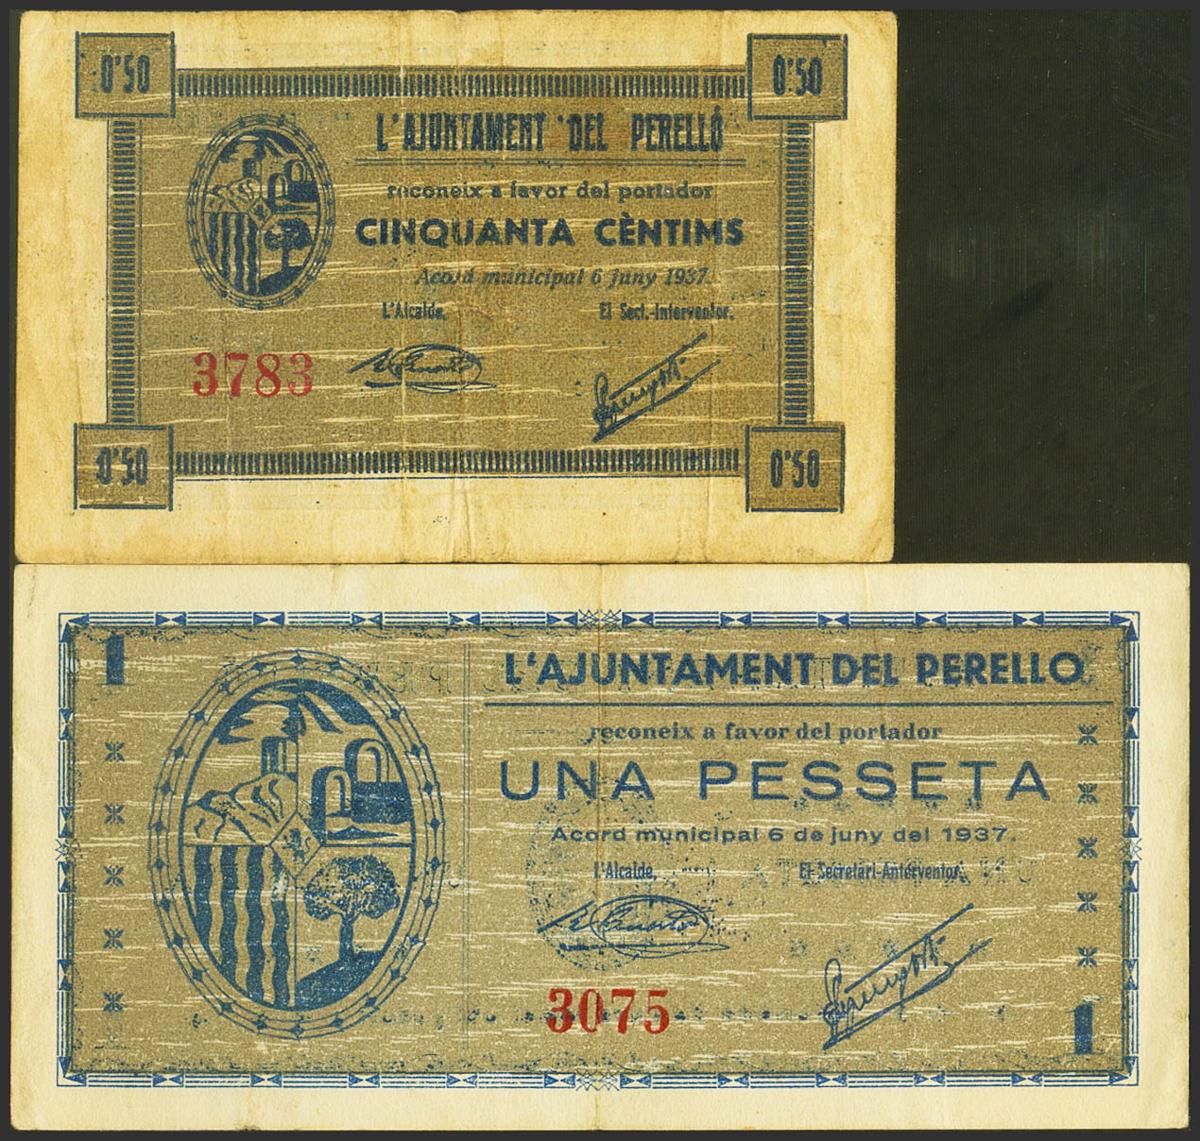 0'50 0'50
L'AJUNTAMENT DEL PERELLÓ
reconeix a favor del portador
CINQUANTA CÈNTIMS
Acord municipal 6 juny 1937.
L'Alcalde, El Sect.-Interventor,
3783
0'50 0'50
1
L'AJUNTAMENT DEL PERELLO
reconeix a favor del portador
UNA PESSETA
Acord municipal 6 de juny del 1937.
l'Alcalde, El Secretari-Anterventor,
3075
1